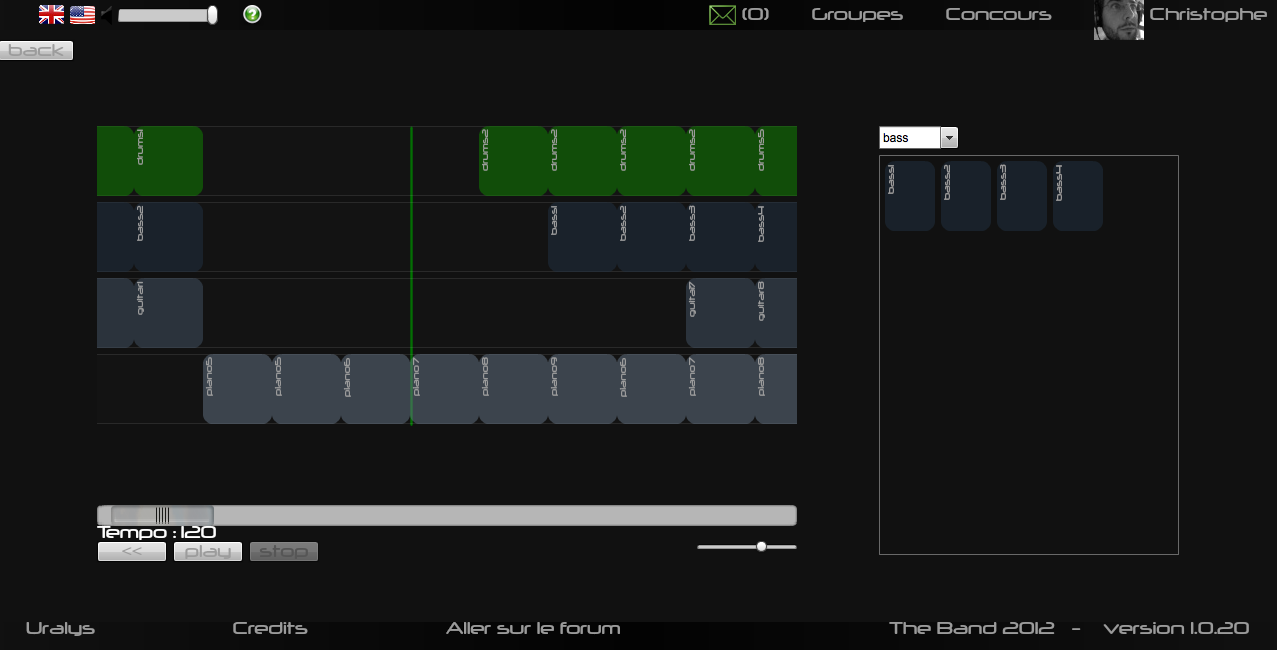 (0) Groupes Concours Christophe
back
drums1 drums2 drums2 drums2 drums2 drums5
bass
bass1 bass2 bass3 bass4
bass2 bass1 bass2 bass3 bass4
guitar1 guitar7 guitar8
piano5 piano5 piano6 piano7 piano8 piano9 piano6 piano7 piano8
Tempo : 120
<< play stop
Uralys Credits Aller sur le forum The Band 2012 - version 1.0.20